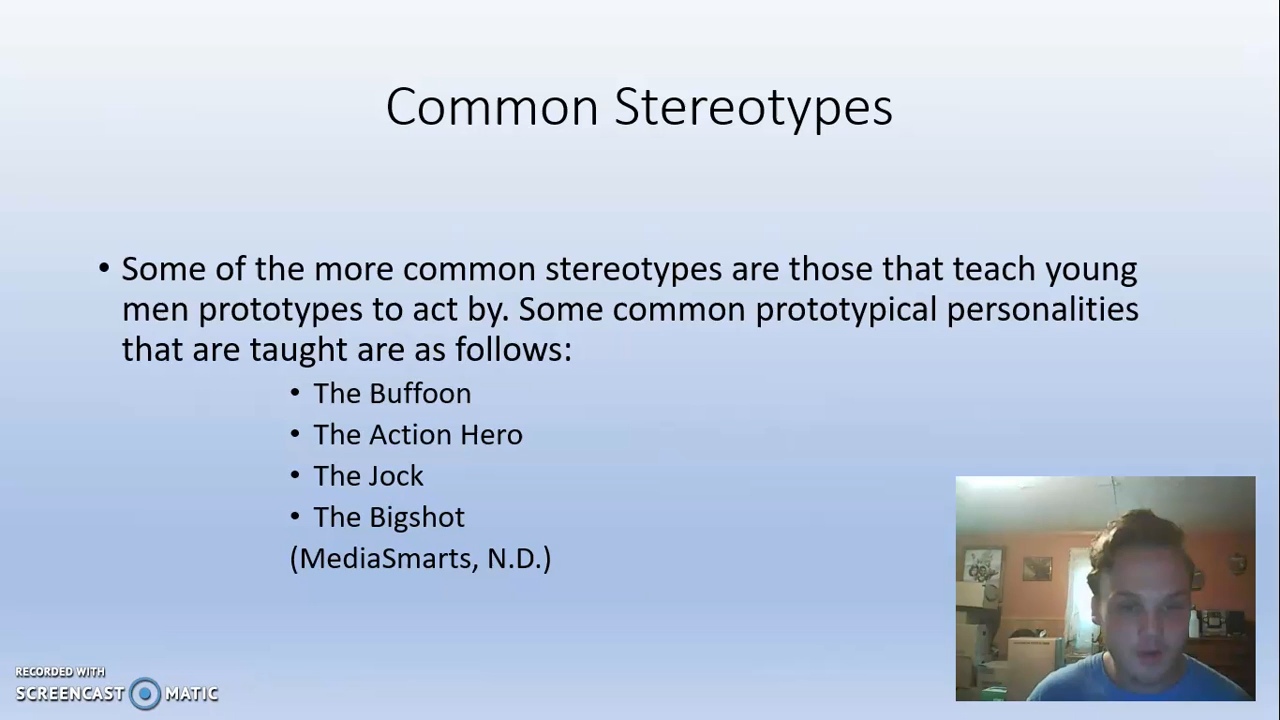 Common Stereotypes
• Some of the more common stereotypes are those that teach young
men prototypes to act by. Some common prototypical personalities
that are taught are as follows:
• The Buffoon
• The Action Hero
• The Jock
• The Bigshot
(MediaSmarts, N.D.)
RECORDED WITH
SCREENCAST MATIC